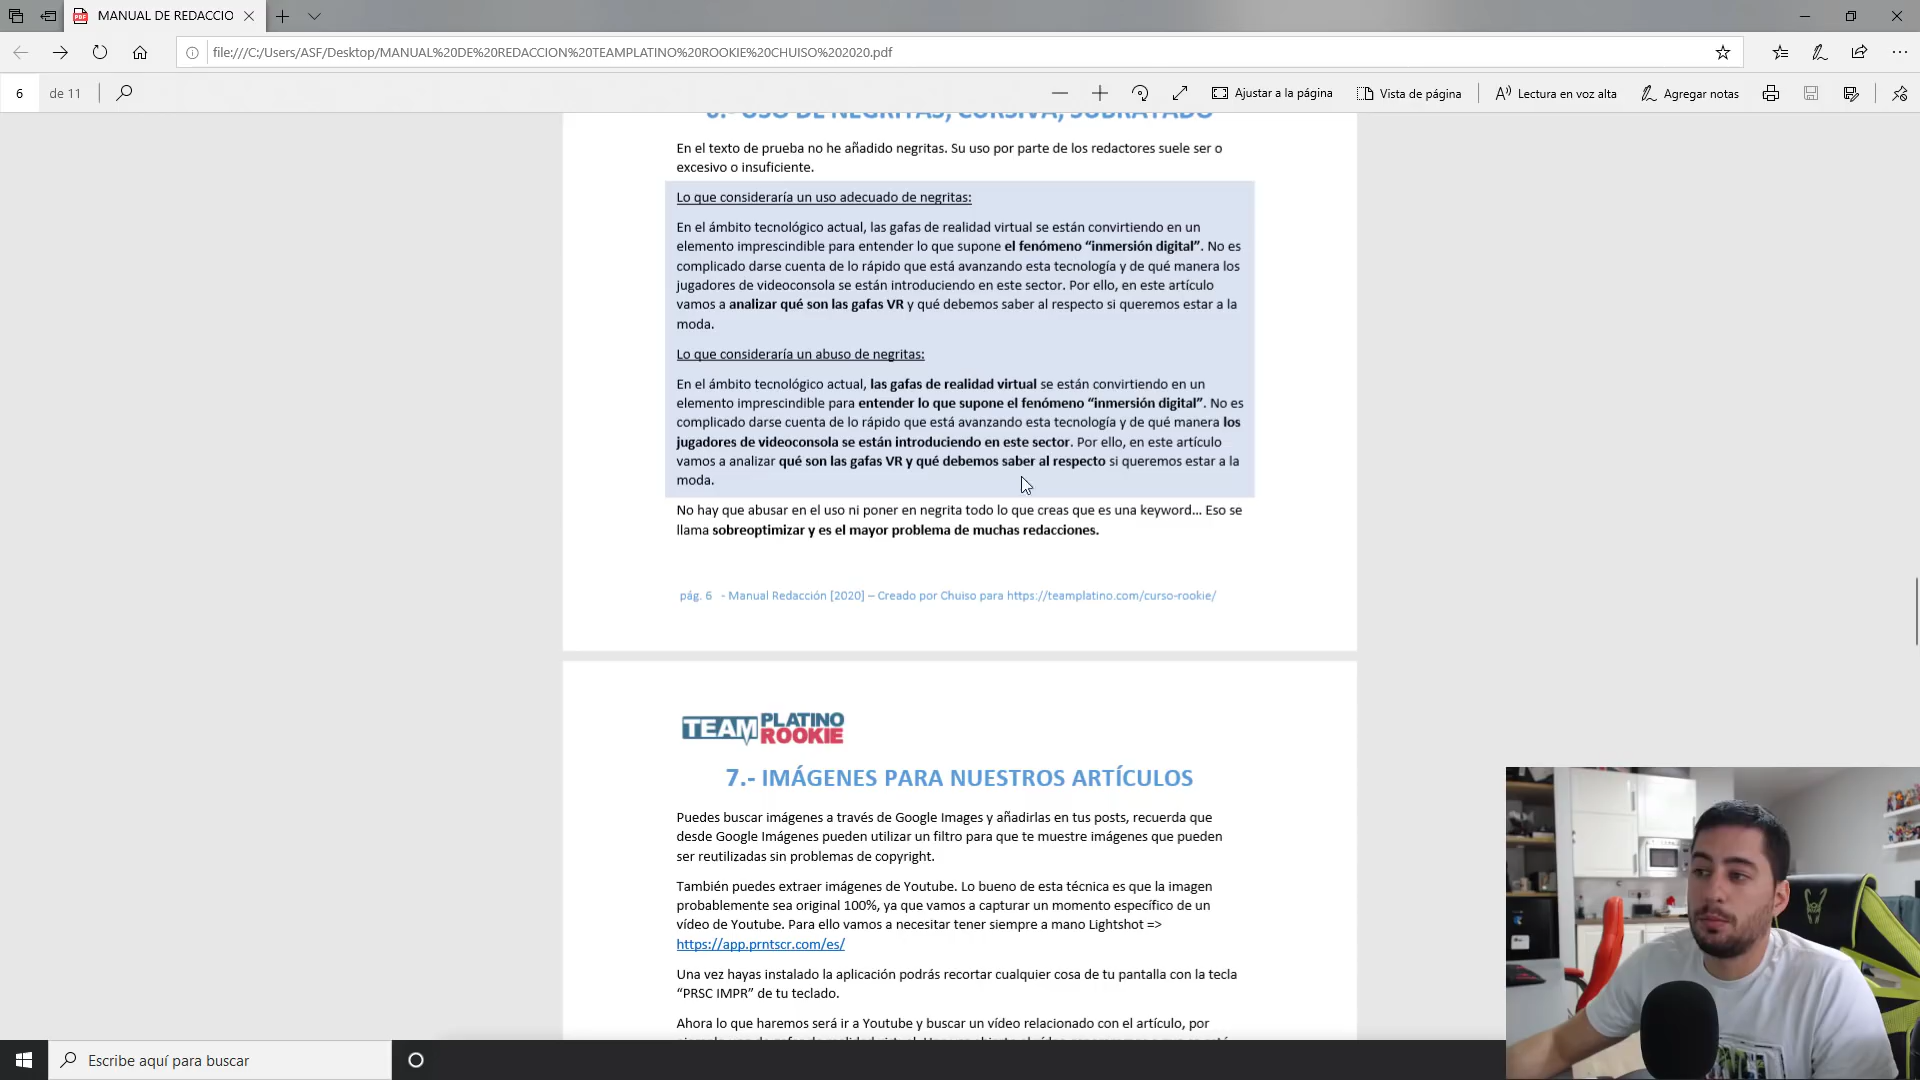 MANUAL DE REDACCIO
file:///C:/Users/ASF/Desktop/MANUAL%20DE%20REDACCION%20TEAMPLATINO%20ROOKIE%20CHUISO%202020.pdf
6 de 11 Ajustar a la página Vista de página Lectura en voz alta Agregar notas
6.- USO DE NEGRITAS, CURSIVA, SUBRAYADO
En el texto de prueba no he añadido negritas. Su uso por parte de los redactores suele ser o
excesivo o insuficiente.
Lo que consideraría un uso adecuado de negritas:
En el ámbito tecnológico actual, las gafas de realidad virtual se están convirtiendo en un
elemento imprescindible para entender lo que supone el fenómeno “inmersión digital”. No es
complicado darse cuenta de lo rápido que está avanzando esta tecnología y de qué manera los
jugadores de videoconsola se están introduciendo en este sector. Por ello, en este artículo
vamos a analizar qué son las gafas VR y qué debemos saber al respecto si queremos estar a la
moda.
Lo que consideraría un abuso de negritas:
En el ámbito tecnológico actual, las gafas de realidad virtual se están convirtiendo en un
elemento imprescindible para entender lo que supone el fenómeno “inmersión digital”. No es
complicado darse cuenta de lo rápido que está avanzando esta tecnología y de qué manera los
jugadores de videoconsola se están introduciendo en este sector. Por ello, en este artículo
vamos a analizar qué son las gafas VR y qué debemos saber al respecto si queremos estar a la
moda.
No hay que abusar en el uso ni poner en negrita todo lo que creas que es una keyword... Eso se
llama sobreoptimizar y es el mayor problema de muchas redacciones.
pág. 6 - Manual Redacción [2020] – Creado por Chuiso para https://teamplatino.com/curso-rookie/
TEAM PLATINO
ROOKIE
7.- IMÁGENES PARA NUESTROS ARTÍCULOS
Puedes buscar imágenes a través de Google Images y añadirlas en tus posts, recuerda que
desde Google Imágenes pueden utilizar un filtro para que te muestre imágenes que pueden
ser reutilizadas sin problemas de copyright.
También puedes extraer imágenes de Youtube. Lo bueno de esta técnica es que la imagen
probablemente sea original 100%, ya que vamos a capturar un momento específico de un
vídeo de Youtube. Para ello vamos a necesitar tener siempre a mano Lightshot =>
https://app.prntscr.com/es/
Una vez hayas instalado la aplicación podrás recortar cualquier cosa de tu pantalla con la tecla
“PRSC IMPR” de tu teclado.
Ahora lo que haremos será ir a Youtube y buscar un vídeo relacionado con el artículo, por
Escribe aquí para buscar